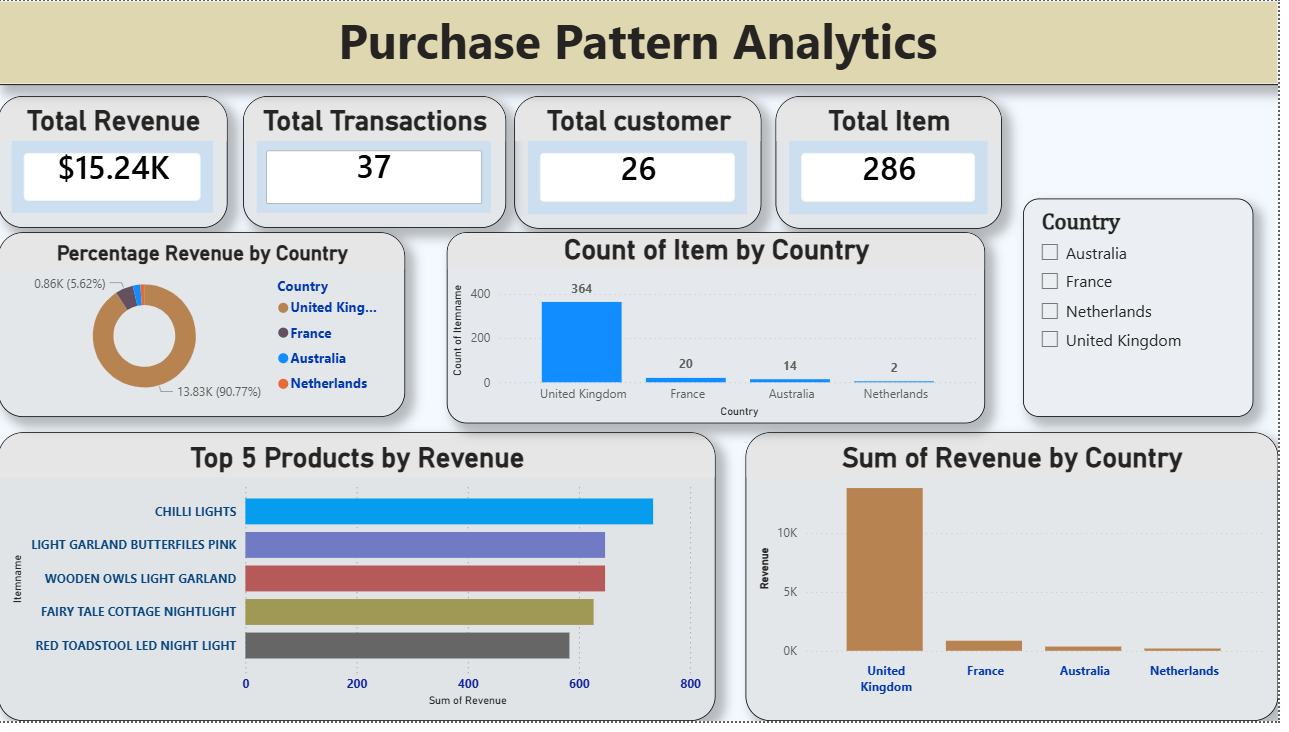 Purchase Pattern Analytics
Total Revenue
$15.24K
Total Transactions
37
Total customer
26
Total Item
286
Percentage Revenue by Country
0.86K (5.62%)
13.83K (90.77%)
Country
United King...
France
Australia
Netherlands
Count of Item by Country
Count of Itemname
400
200
0
364
20
14
2
United Kingdom
France
Australia
Netherlands
Country
Country
Australia
France
Netherlands
United Kingdom
Top 5 Products by Revenue
Itemname
CHILLI LIGHTS
LIGHT GARLAND BUTTERFILES PINK
WOODEN OWLS LIGHT GARLAND
FAIRY TALE COTTAGE NIGHTLIGHT
RED TOADSTOOL LED NIGHT LIGHT
0 200 400 600 800
Sum of Revenue
Sum of Revenue by Country
Revenue
10K
5K
0K
United
Kingdom
France
Australia
Netherlands